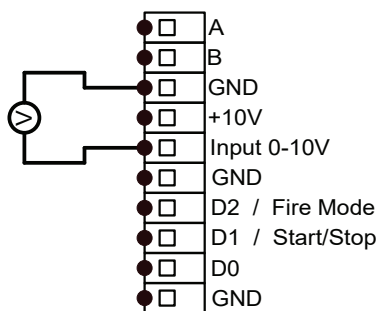 A
B
GND
+10V
V
Input 0-10V
GND
D2 / Fire Mode
D1 / Start/Stop
D0
GND